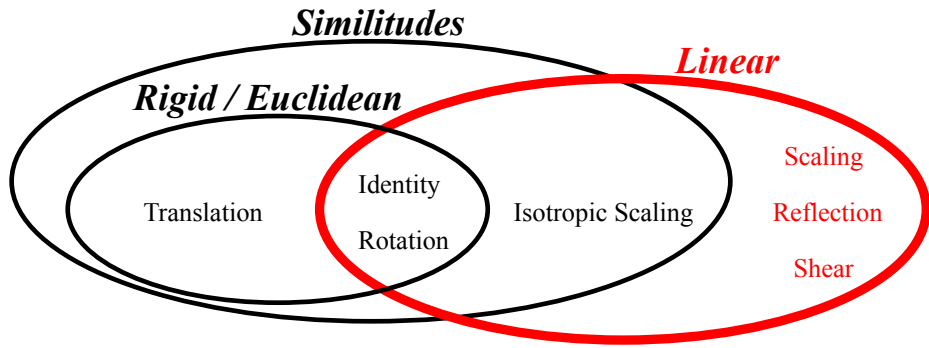 Similitudes
Linear
Rigid / Euclidean
Scaling
Identity
Translation
Isotropic Scaling
Reflection
Rotation
Shear